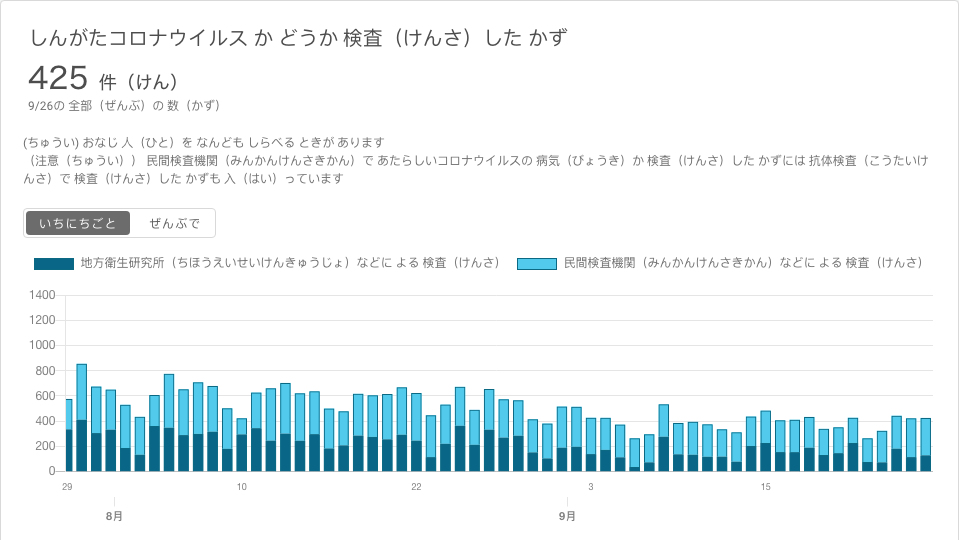 しんがたコロナウイルス か どうか 検査（けんさ）した かず
425 件（けん）
9/26の 全部（ぜんぶ）の 数（かず）
(ちゅうい) おなじ 人（ひと）を なんども しらべる ときが あります
（注意（ちゅうい）） 民間検査機関（みんかんけんさきかん）で あたらしいコロナウイルスの 病気（びょうき）か 検査（けんさ）した かずには 抗体検査（こうたいけ
んさ）で 検査（けんさ）した かずも 入（はい）っています
いちにちごと ぜんぶで
地方衛生研究所（ちほうえいせいけんきゅうじょ）などに よる 検査（けんさ） 民間検査機関（みんかんけんさきかん）などに よる 検査（けんさ）
1400
1200
1000
800
600
400
200
0
29 10 22 3 15
8月 9月